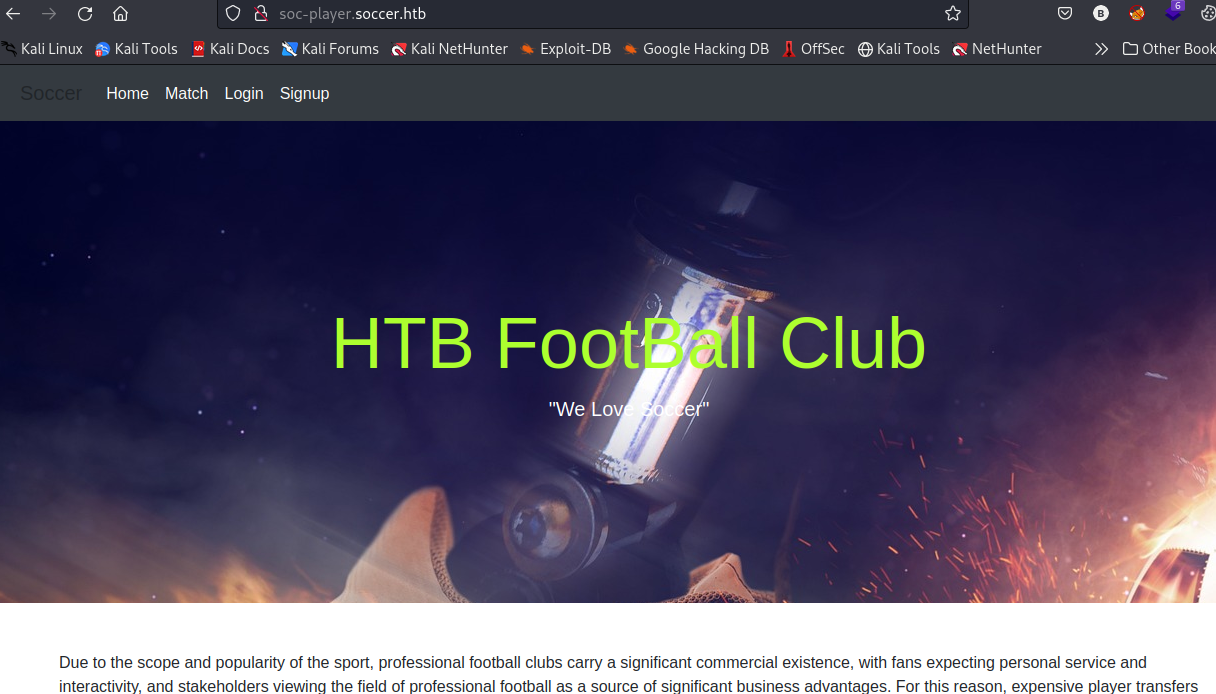 soc-player.soccer.htb
B
6
Kali Linux Kali Tools Kali Docs Kali Forums Kali NetHunter Exploit-DB Google Hacking DB OffSec Kali Tools NetHunter Other Book
Soccer Home Match Login Signup
HTB FootBall Club
"We Love Soccer"
Due to the scope and popularity of the sport, professional football clubs carry a significant commercial existence, with fans expecting personal service and
interactivity, and stakeholders viewing the field of professional football as a source of significant business advantages. For this reason, expensive player transfers